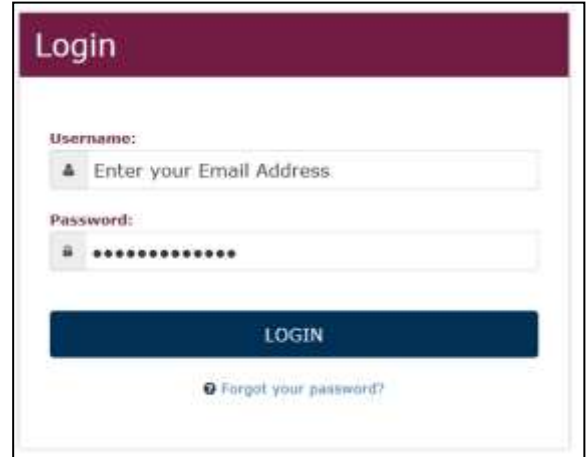 Login
Username:
Enter your Email Address
Password:
●●●●●●●●●●●●●
LOGIN
Forgot your password?